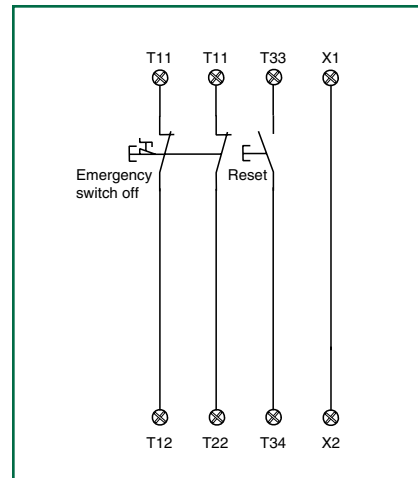 T11 T11 T33 X1
Emergency
switch off
Reset
T12 T22 T34 X2